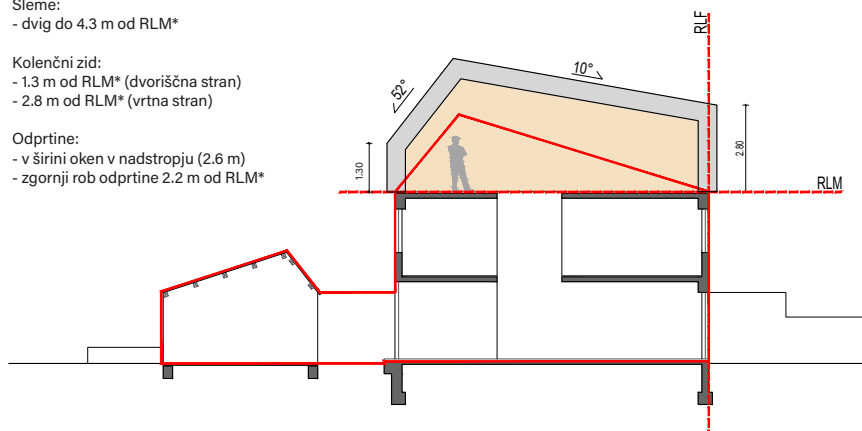 Sleme:
- dvig do 4.3 m od RLM*
Kolenčni zid:
- 1.3 m od RLM* (dvoriščna stran)
- 2.8 m od RLM* (vrtna stran)
Odprtine:
- v širini oken v nadstropju (2.6 m)
- zgornji rob odprtine 2.2 m od RLM*
RLF
52°
10°
1.30
2.80
RLM